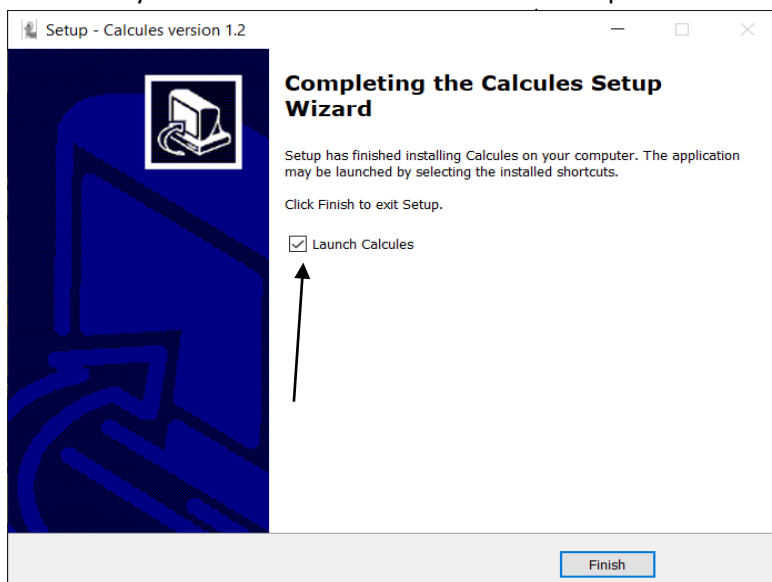 Setup - Calcules version 1.2
Completing the Calcules Setup
Wizard
Setup has finished installing Calcules on your computer. The application
may be launched by selecting the installed shortcuts.
Click Finish to exit Setup.
Launch Calcules
Finish